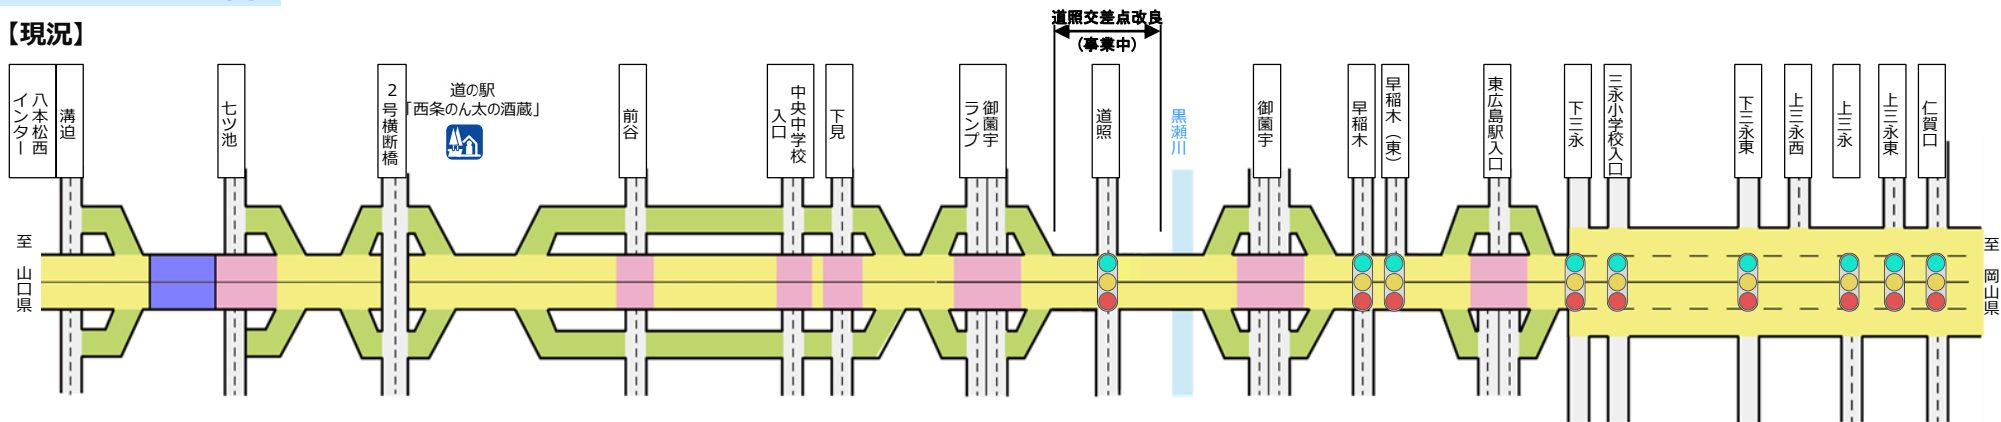 【現況】
道照交差点改良
(事業中)
八本松西
インター
溝迫
七ツ池
2号横断橋
道の駅
「西条のん太の酒蔵」
前谷
中央中学校
入口
下見
御薗宇
ランプ
道照
黒瀬川
御薗宇
早稲木
早稲木（東）
東広島駅入口
下三永
三永小学校入口
下三永東
上三永西
上三永
上三永東
仁賀口
至 山口県
至 岡山県